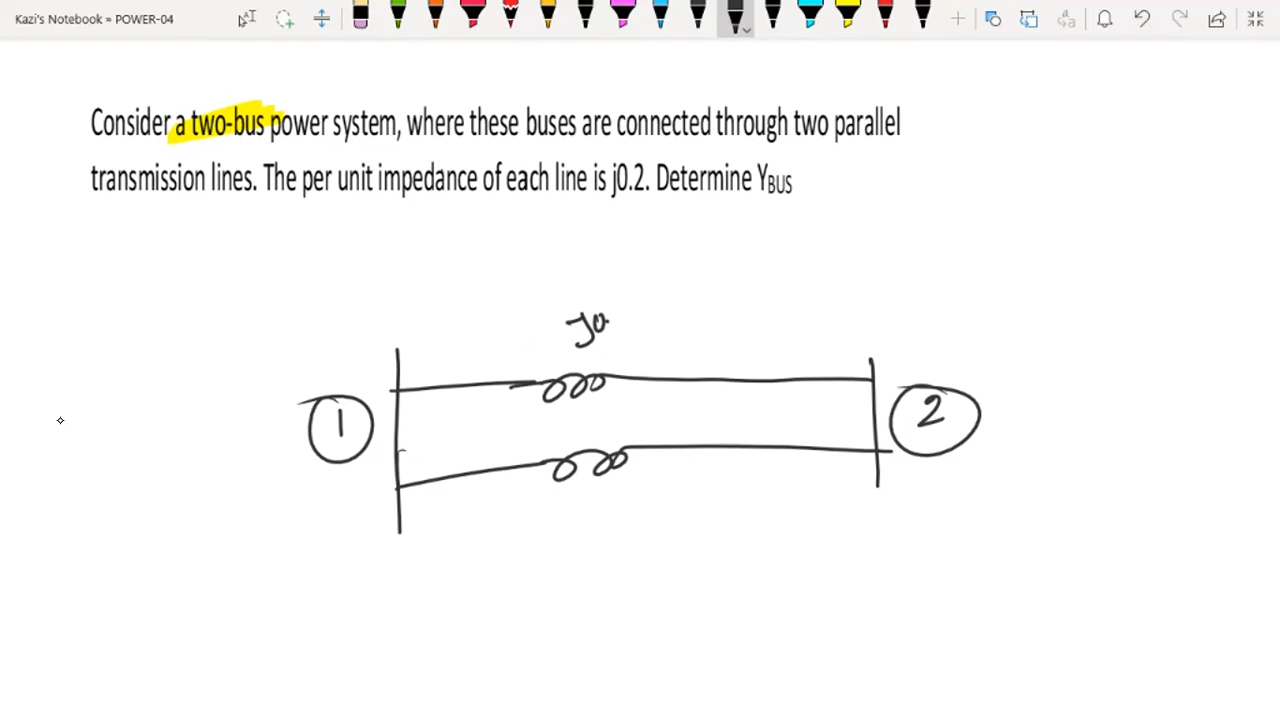 Kazi's Notebook » POWER-04
Consider a two-bus power system, where these buses are connected through two parallel
transmission lines. The per unit impedance of each line is j0.2. Determine YBUS
j0.
1
2